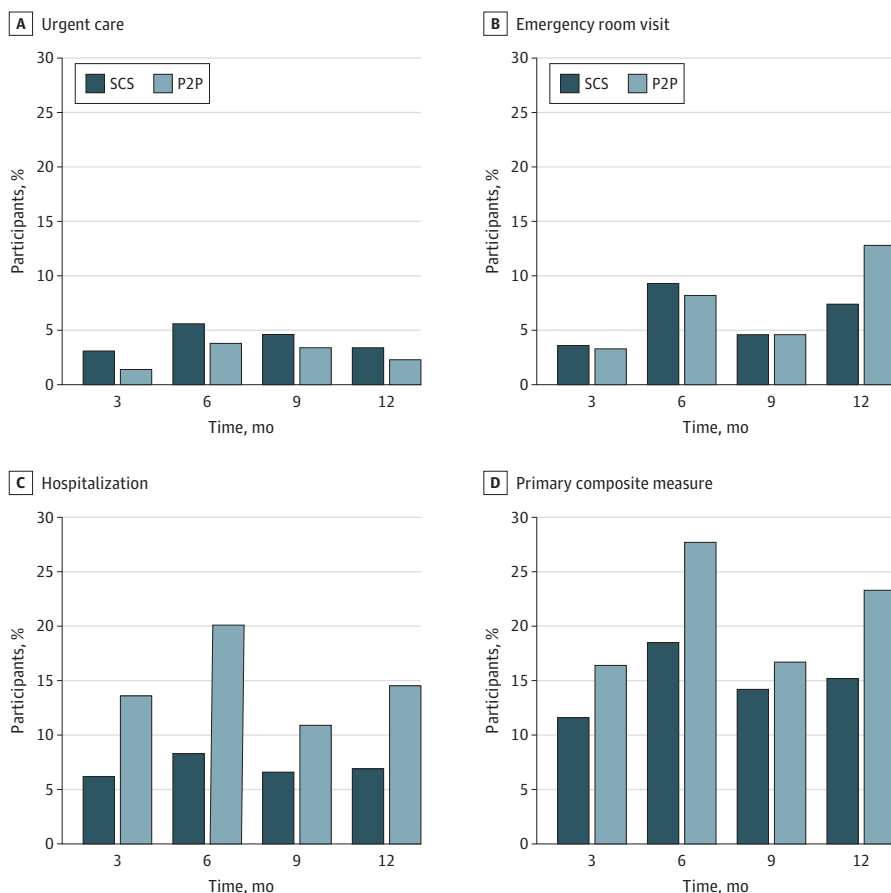 A Urgent care
30
25
20
15
10
5
0
Participants, %
SCS P2P
3 6 9 12
Time, mo
B Emergency room visit
30
25
20
15
10
5
0
Participants, %
SCS P2P
3 6 9 12
Time, mo
C Hospitalization
30
25
20
15
10
5
0
Participants, %
3 6 9 12
Time, mo
D Primary composite measure
30
25
20
15
10
5
0
Participants, %
3 6 9 12
Time, mo